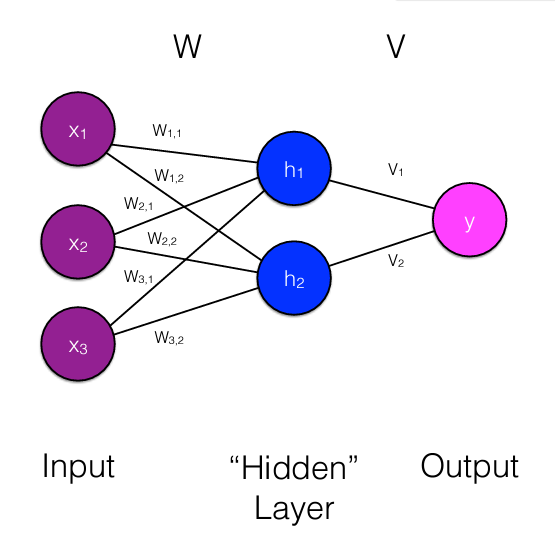 W V
x₁
W₁,₁
h₁
V₁
W₁,₂
W₂,₁
x₂
W₂,₂
y
W₃,₁
h₂
V₂
x₃
W₃,₂
Input
“Hidden”
Layer
Output